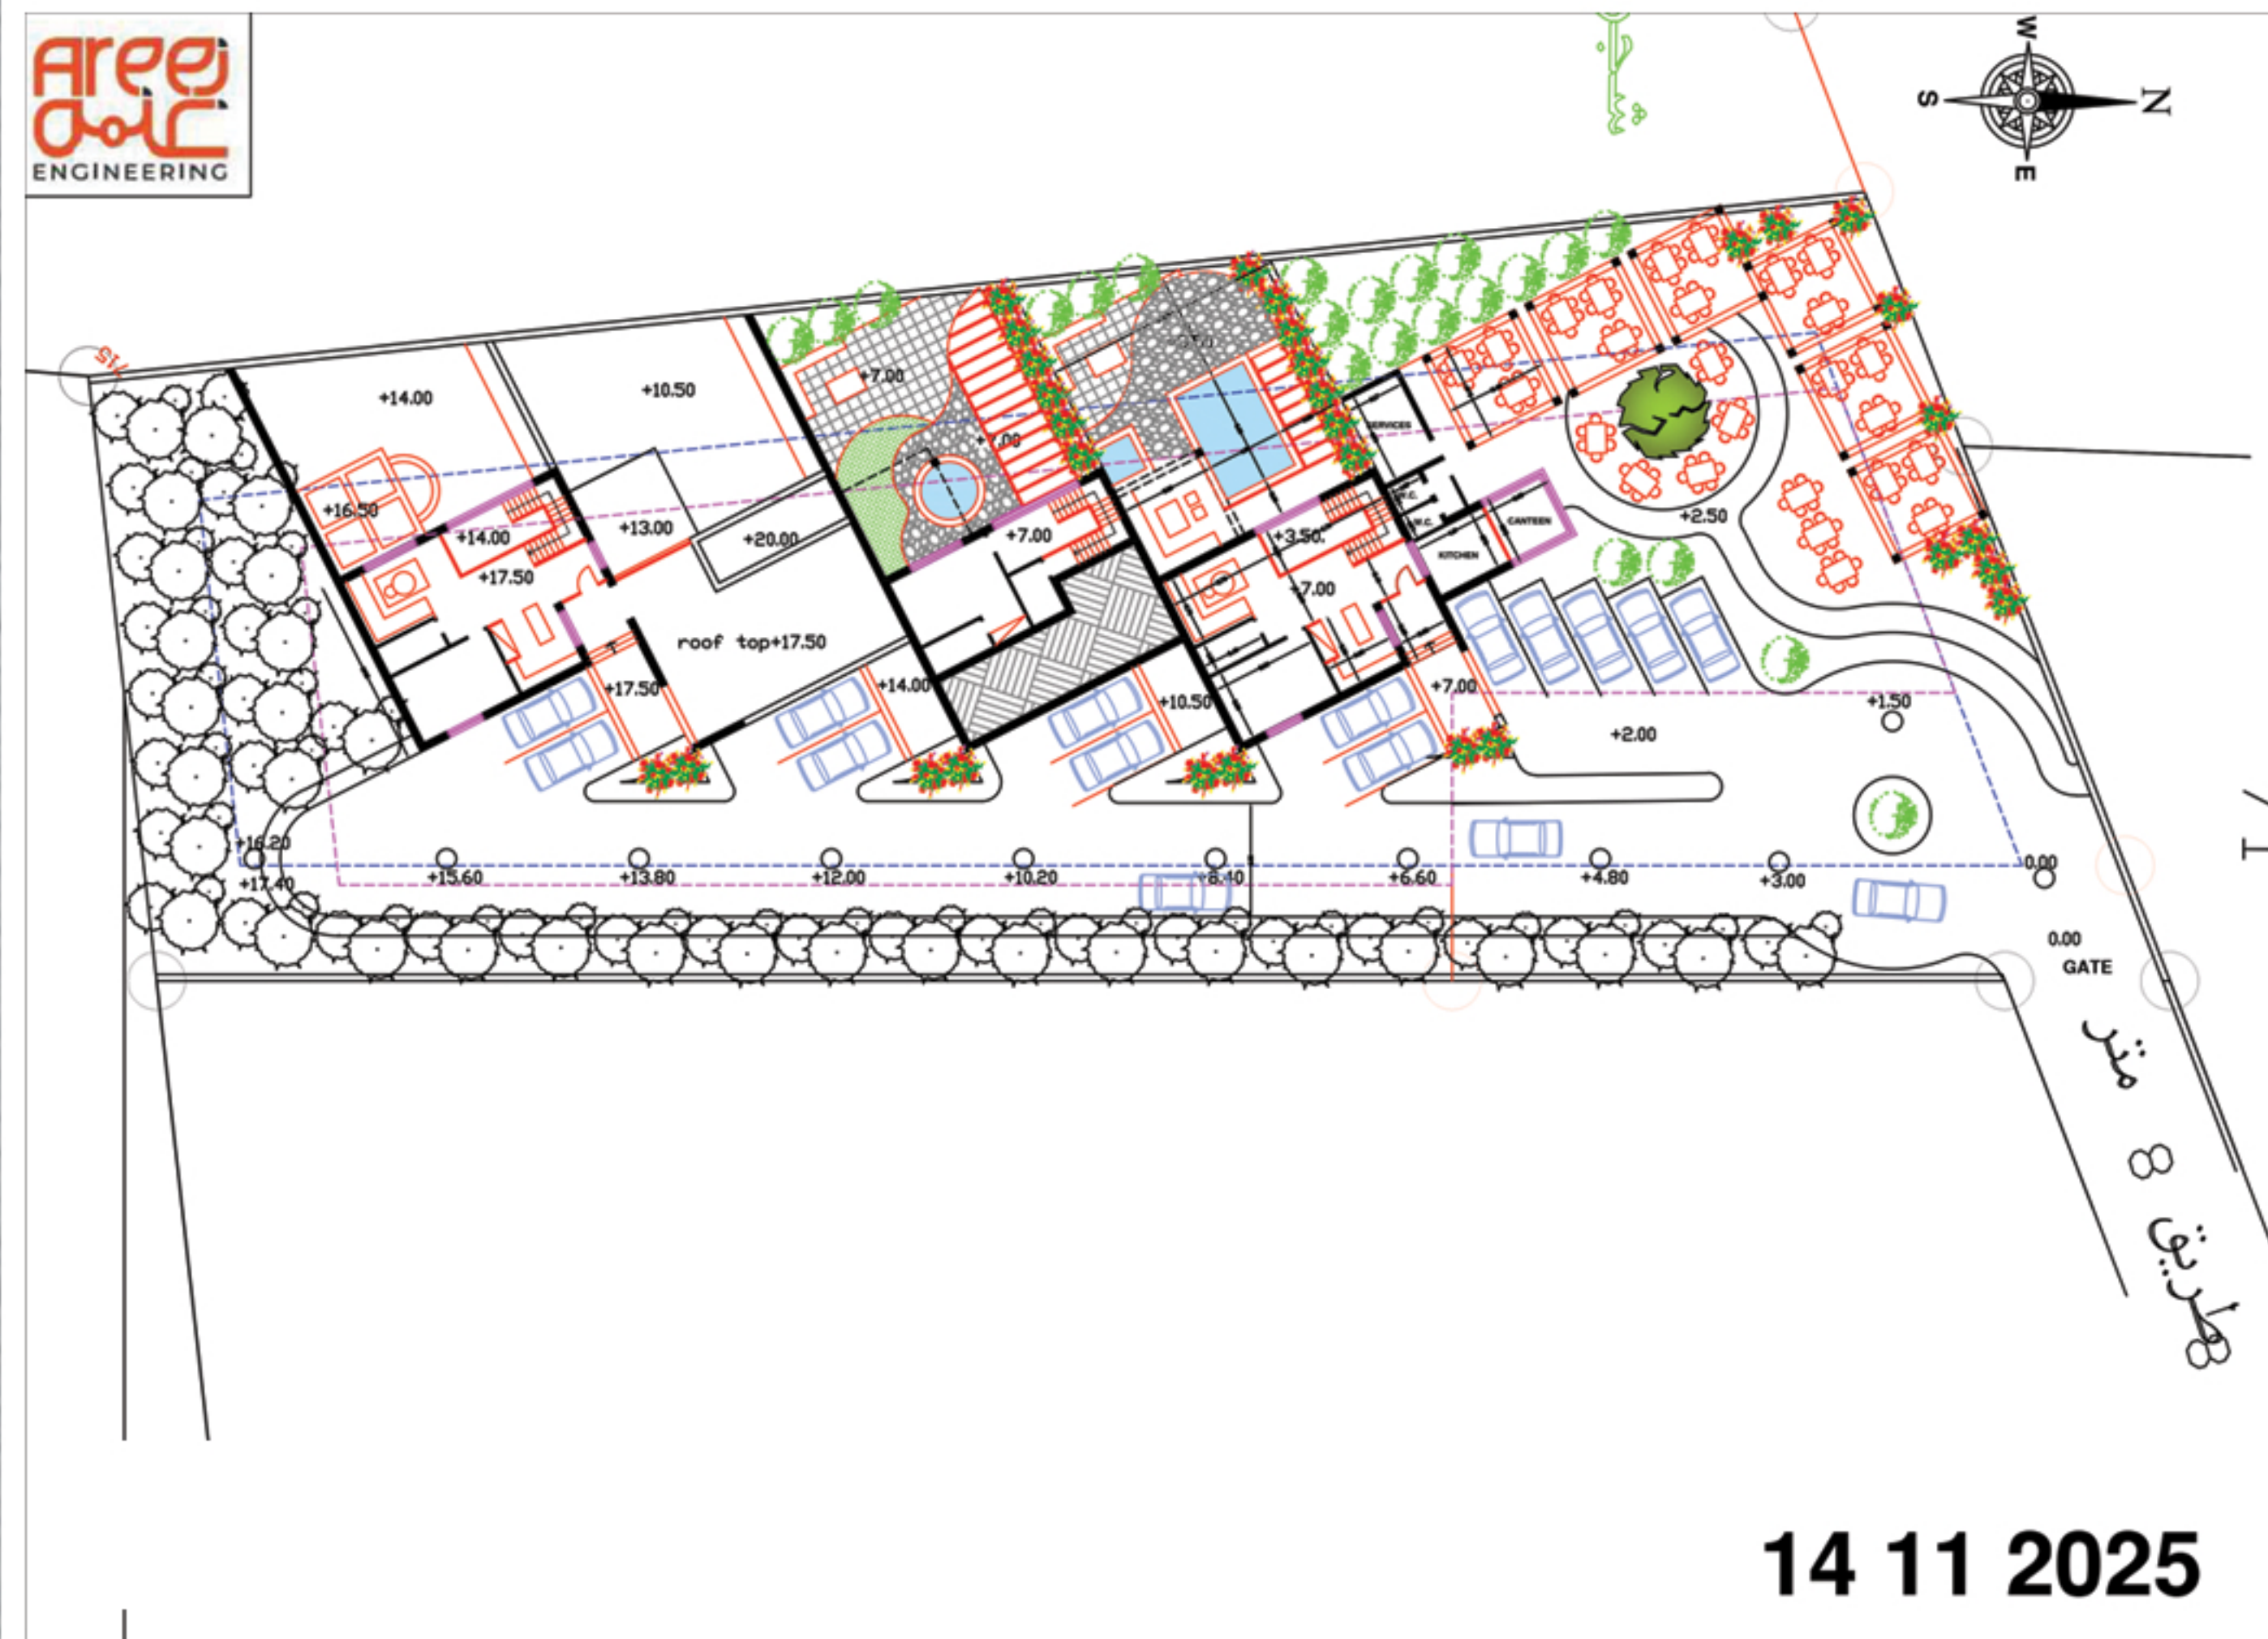 Areej
عـريـج
ENGINEERING
W
S
N
E
715
+14.00
+10.50
+7.00
+7.00
SERVICES
W.C.
W.C.
CANTEEN
KITCHEN
+2.50
+16.50
+14.00
+13.00
+20.00
+7.00
+3.50
+17.50
+7.00
roof top+17.50
+17.50
+14.00
+10.50
+7.00
+1.50
+2.00
+16.20
+17.40
+15.60
+13.80
+12.00
+10.20
+8.40
+6.60
+4.80
+3.00
0.00
0.00
GATE
طريق 8 متر
8
14 11 2025